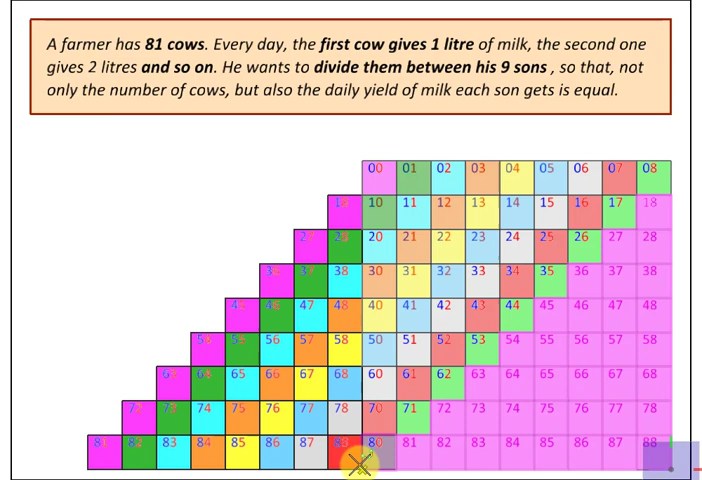 A farmer has 81 cows. Every day, the first cow gives 1 litre of milk, the second one
gives 2 litres and so on. He wants to divide them between his 9 sons , so that, not
only the number of cows, but also the daily yield of milk each son gets is equal.
00 01 02 03 04 05 06 07 08
10 11 12 13 14 15 16 17 18
20 21 22 23 24 25 26 27 28
38 30 31 32 33 34 35 36 37 38
47 48 40 41 42 43 44 45 46 47 48
56 57 58 50 51 52 53 54 55 56 57 58
65 66 67 68 60 61 62 63 64 65 66 67 68
74 75 76 77 78 70 71 72 73 74 75 76 77 78
83 84 85 86 87 80 81 82 83 84 85 86 87 88